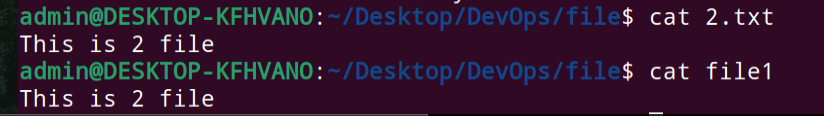 admin@DESKTOP-KFHVANO:~/Desktop/DevOps/file$ cat 2.txt
This is 2 file
admin@DESKTOP-KFHVANO:~/Desktop/DevOps/file$ cat file1
This is 2 file